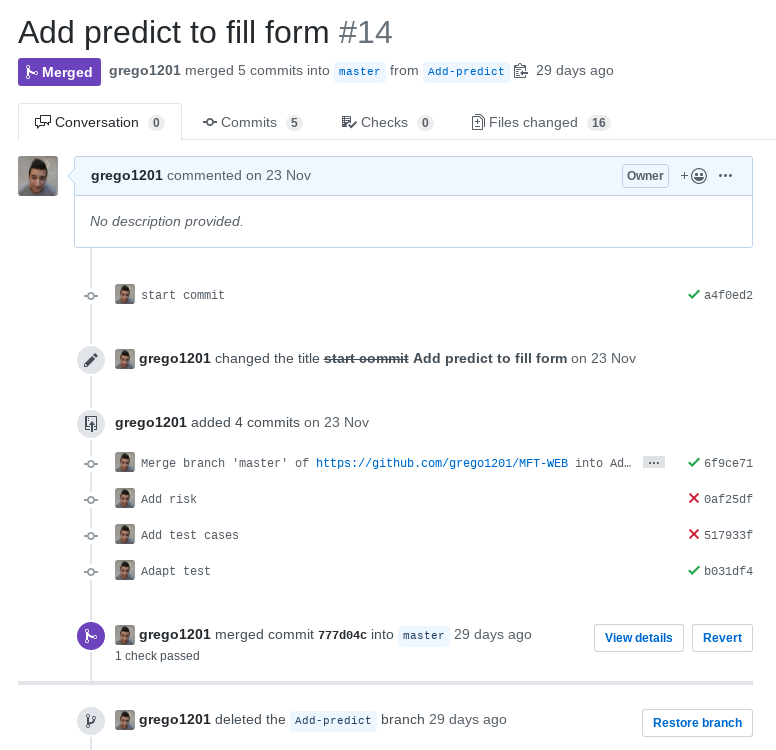 Add predict to fill form #14
Merged grego1201 merged 5 commits into master from Add-predict 29 days ago
Conversation 0 Commits 5 Checks 0 Files changed 16
grego1201 commented on 23 Nov Owner + ...
No description provided.
start commit a4f0ed2
grego1201 changed the title start commit Add predict to fill form on 23 Nov
grego1201 added 4 commits on 23 Nov
Merge branch 'master' of https://github.com/grego1201/MFT-WEB into Ad… ... 6f9ce71
Add risk 0af25df
Add test cases 517933f
Adapt test b031df4
grego1201 merged commit 777d04c into master 29 days ago View details Revert
1 check passed
grego1201 deleted the Add-predict branch 29 days ago Restore branch